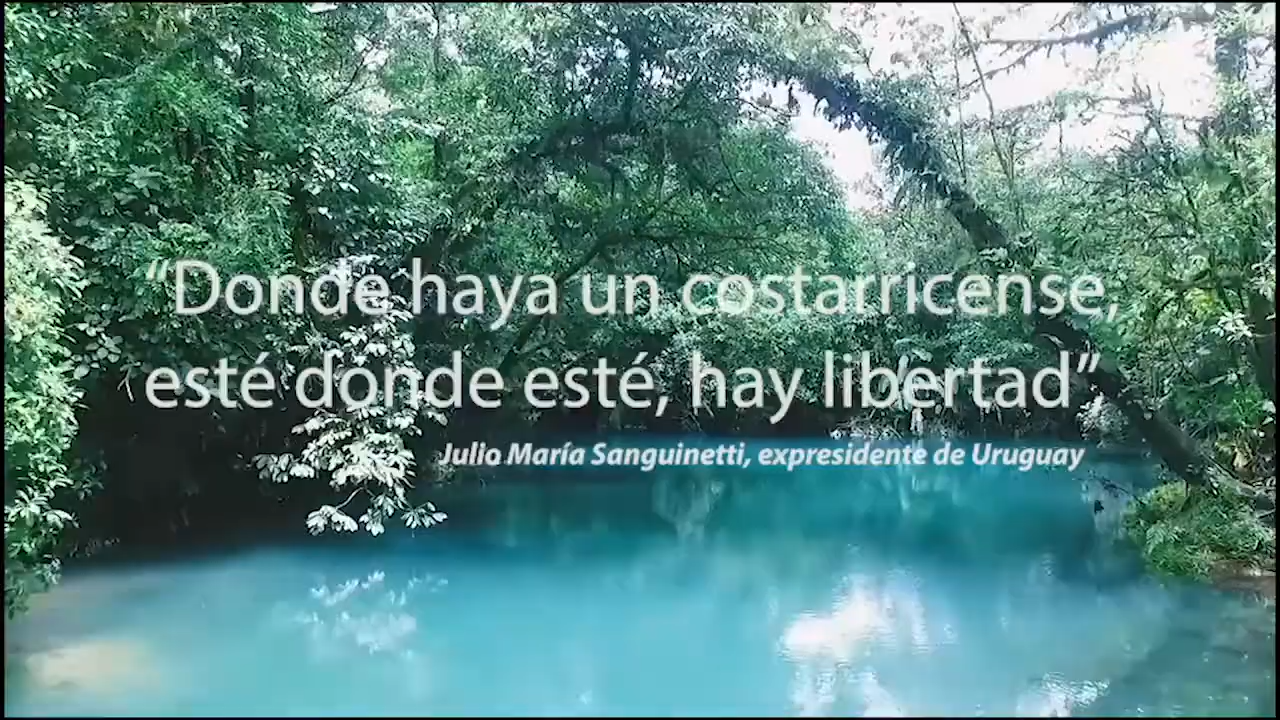 “Donde haya un costarricense,
esté donde esté, hay libertad”
Julio María Sanguinetti, expresidente de Uruguay